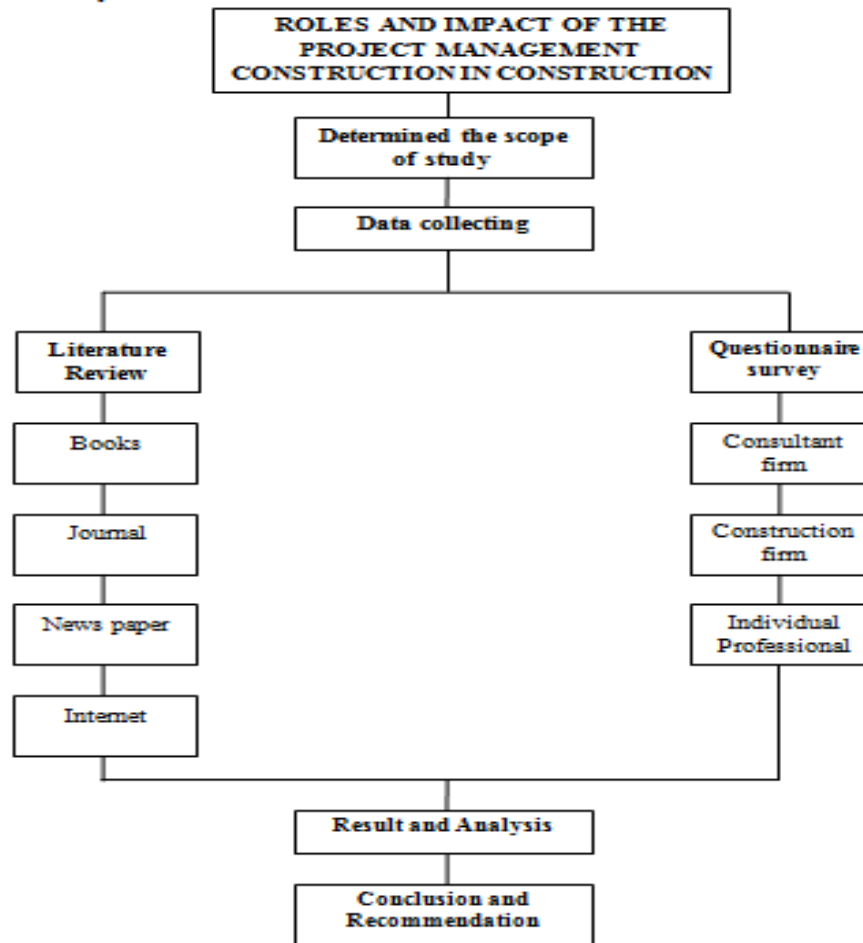 ROLES AND IMPACT OF THE
PROJECT MANAGEMENT
CONSTRUCTION IN CONSTRUCTION
Determined the scope
of study
Data collecting
Literature
Review
Books
Journal
News paper
Internet
Questionnaire
survey
Consultant
firm
Construction
firm
Individual
Professional
Result and Analysis
Conclusion and
Recommendation